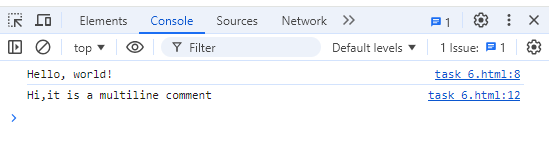 Elements Console Sources Network 1
top Filter Default levels 1 Issue: 1
Hello, world! task 6.html:8
Hi,it is a multiline comment task 6.html:12